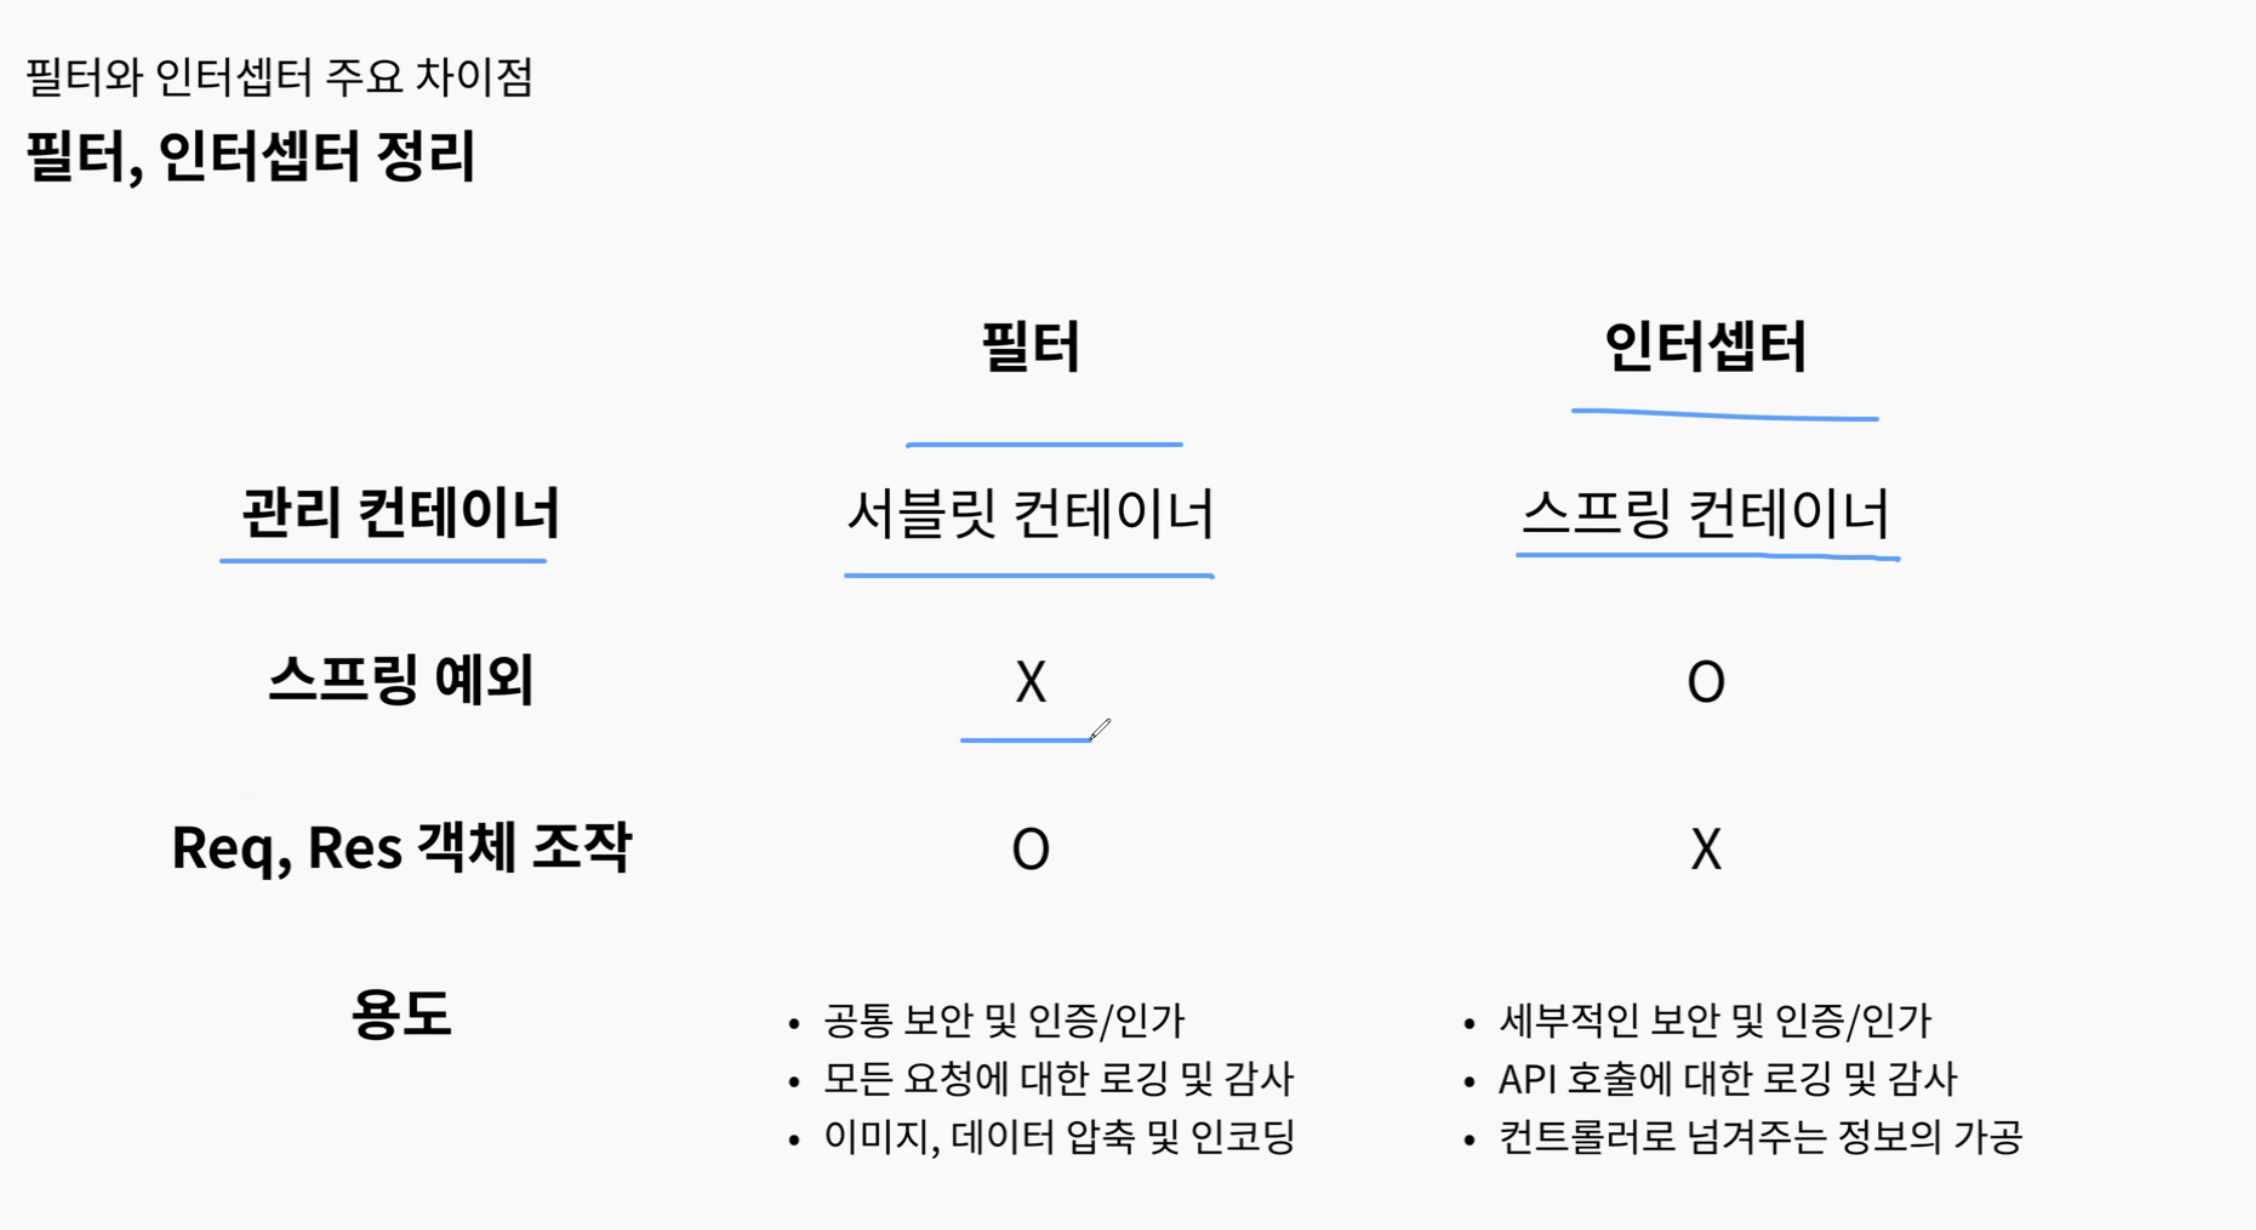 필터와 인터셉터 주요 차이점
필터, 인터셉터 정리
필터 인터셉터
관리 컨테이너 서블릿 컨테이너 스프링 컨테이너
스프링 예외 X O
Req, Res 객체 조작 O X
용도
• 공통 보안 및 인증/인가
• 모든 요청에 대한 로깅 및 감사
• 이미지, 데이터 압축 및 인코딩
• 세부적인 보안 및 인증/인가
• API 호출에 대한 로깅 및 감사
• 컨트롤러로 넘겨주는 정보의 가공